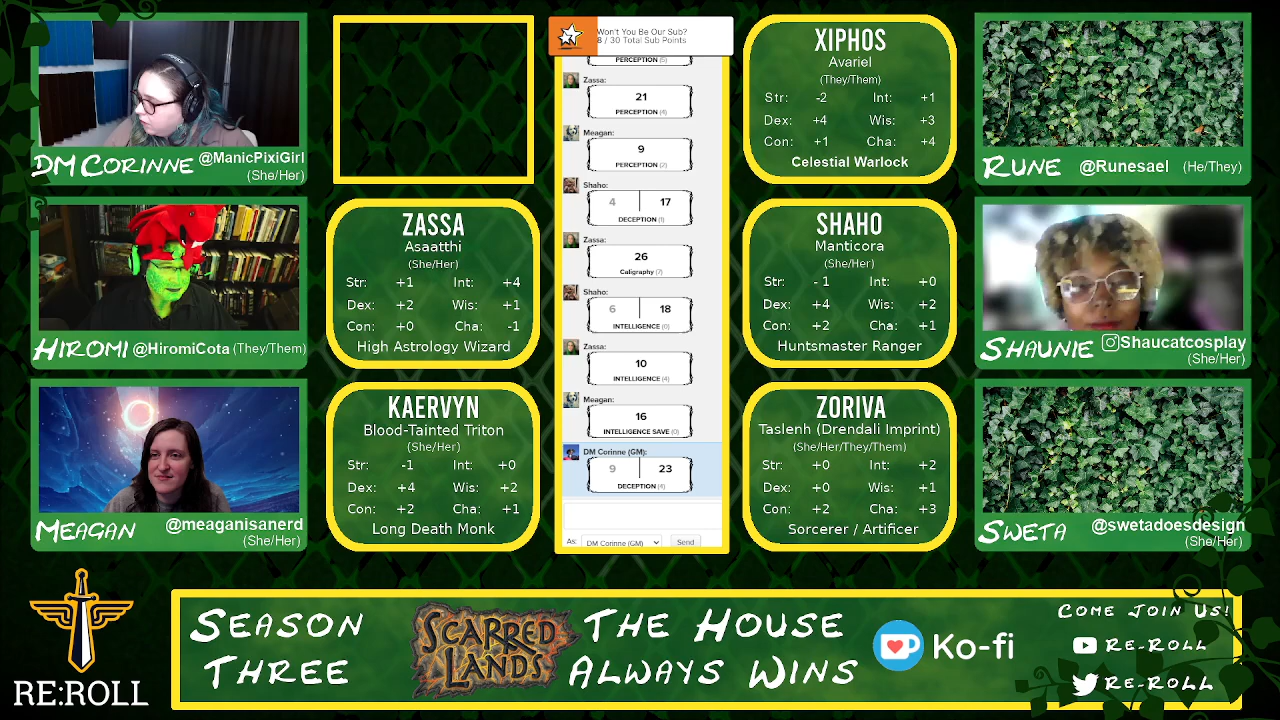 DM CORINNE
@ManicPixiGirl
(She/Her)
HIROMI
@HiromiCota (They/Them)
MEAGAN
@meaganisanerd
(She/Her)
ZASSA
Asaatthi
(She/Her)
Str: +1 Int: +4
Dex: +2 Wis: +1
Con: +0 Cha: -1
High Astrology Wizard
KAERVYN
Blood-Tainted Triton
(She/Her)
Str: -1 Int: +0
Dex: +4 Wis: +2
Con: +2 Cha: +1
Long Death Monk
Won't You Be Our Sub?
8 / 30 Total Sub Points
PERCEPTION (5)
Zassa:
21
PERCEPTION (4)
Meagan:
9
PERCEPTION (2)
Shaho:
4 17
DECEPTION (1)
Zassa:
26
Caligraphy (7)
Shaho:
6 18
INTELLIGENCE (0)
Zassa:
10
INTELLIGENCE (4)
Meagan:
16
INTELLIGENCE SAVE (0)
DM Corinne (GM):
9 23
DECEPTION (4)
As: DM Corinne (GM) Send
XIPHOS
Avariel
(They/Them)
Str: -2 Int: +1
Dex: +4 Wis: +3
Con: +1 Cha: +4
Celestial Warlock
SHAHO
Manticora
(She/Her)
Str: - 1 Int: +0
Dex: +4 Wis: +2
Con: +2 Cha: +1
Huntsmaster Ranger
ZORIVA
Taslenh (Drendali Imprint)
(She/Her/They/Them)
Str: +0 Int: +2
Dex: +0 Wis: +1
Con: +2 Cha: +3
Sorcerer / Artificer
RUNE @Runesael (He/They)
SHAUNIE
@Shaucatcosplay
(She/Her)
SWETA
@swetadoesdesign
(She/Her)
RE:ROLL
SEASON
THREE
SCARRED
LANDS
THE HOUSE
ALWAYS WINS
Ko-fi
COME JOIN US!
RE-ROLL
RE-ROLL